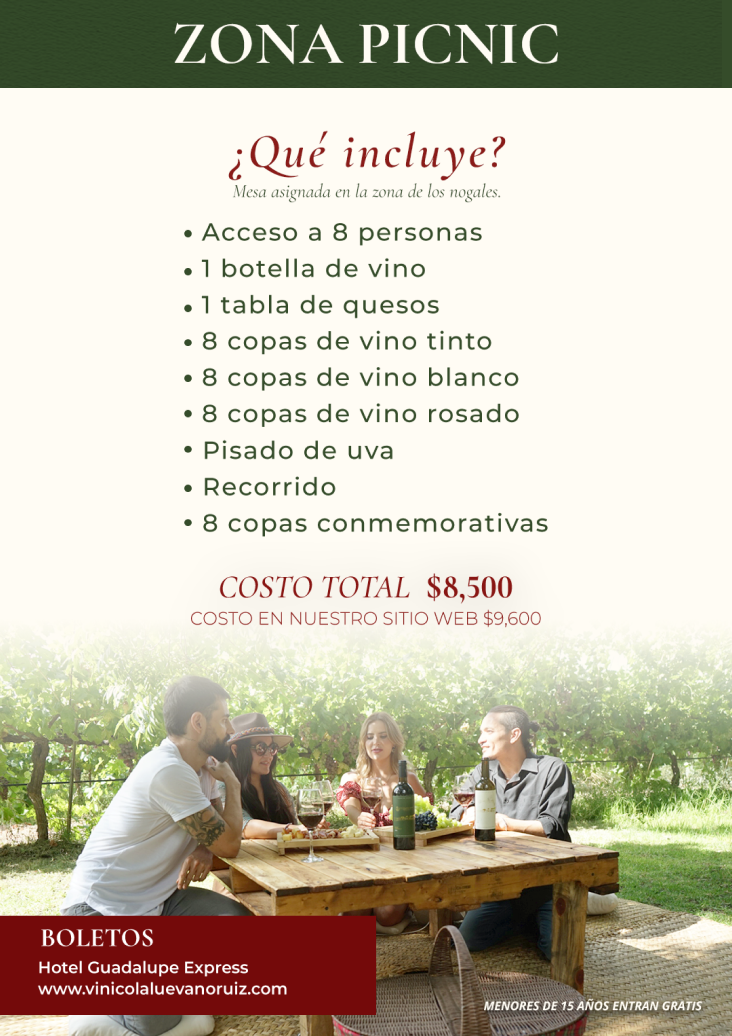 ZONA PICNIC
¿Qué incluye?
Mesa asignada en la zona de los nogales.
• Acceso a 8 personas
• 1 botella de vino
• 1 tabla de quesos
• 8 copas de vino tinto
• 8 copas de vino blanco
• 8 copas de vino rosado
• Pisado de uva
• Recorrido
• 8 copas conmemorativas
COSTO TOTAL $8,500
COSTO EN NUESTRO SITIO WEB $9,600
BOLETOS
Hotel Guadalupe Express
www.vinicolaluevanoruiz.com
MENORES DE 15 AÑOS ENTRAN GRATIS